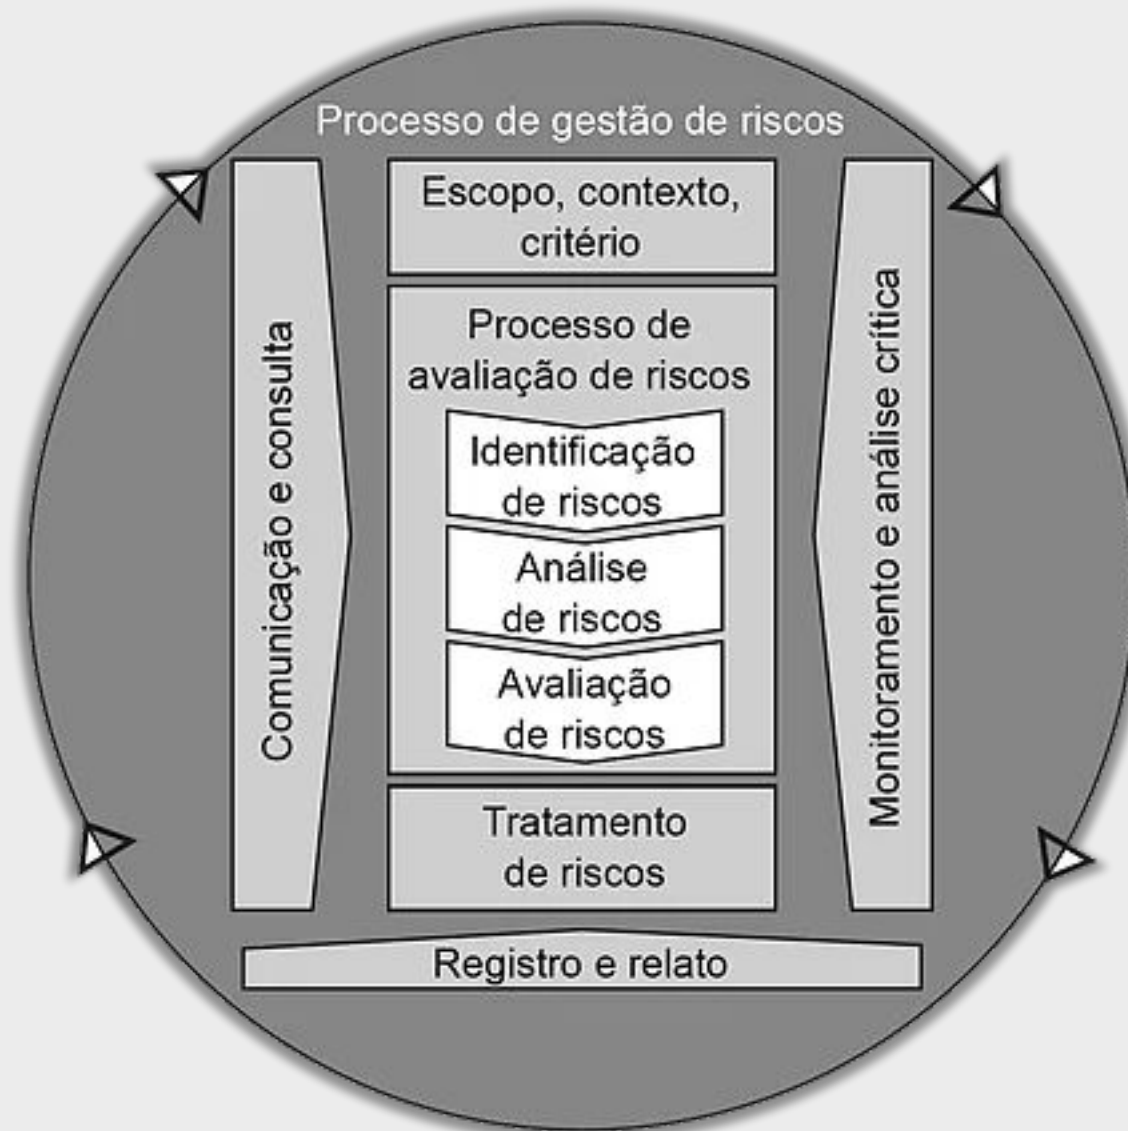 Processo de gestão de riscos
Comunicação e consulta
Escopo, contexto,
critério
Processo de
avaliação de riscos
Identificação
de riscos
Análise
de riscos
Avaliação
de riscos
Tratamento
de riscos
Monitoramento e análise crítica
Registro e relato